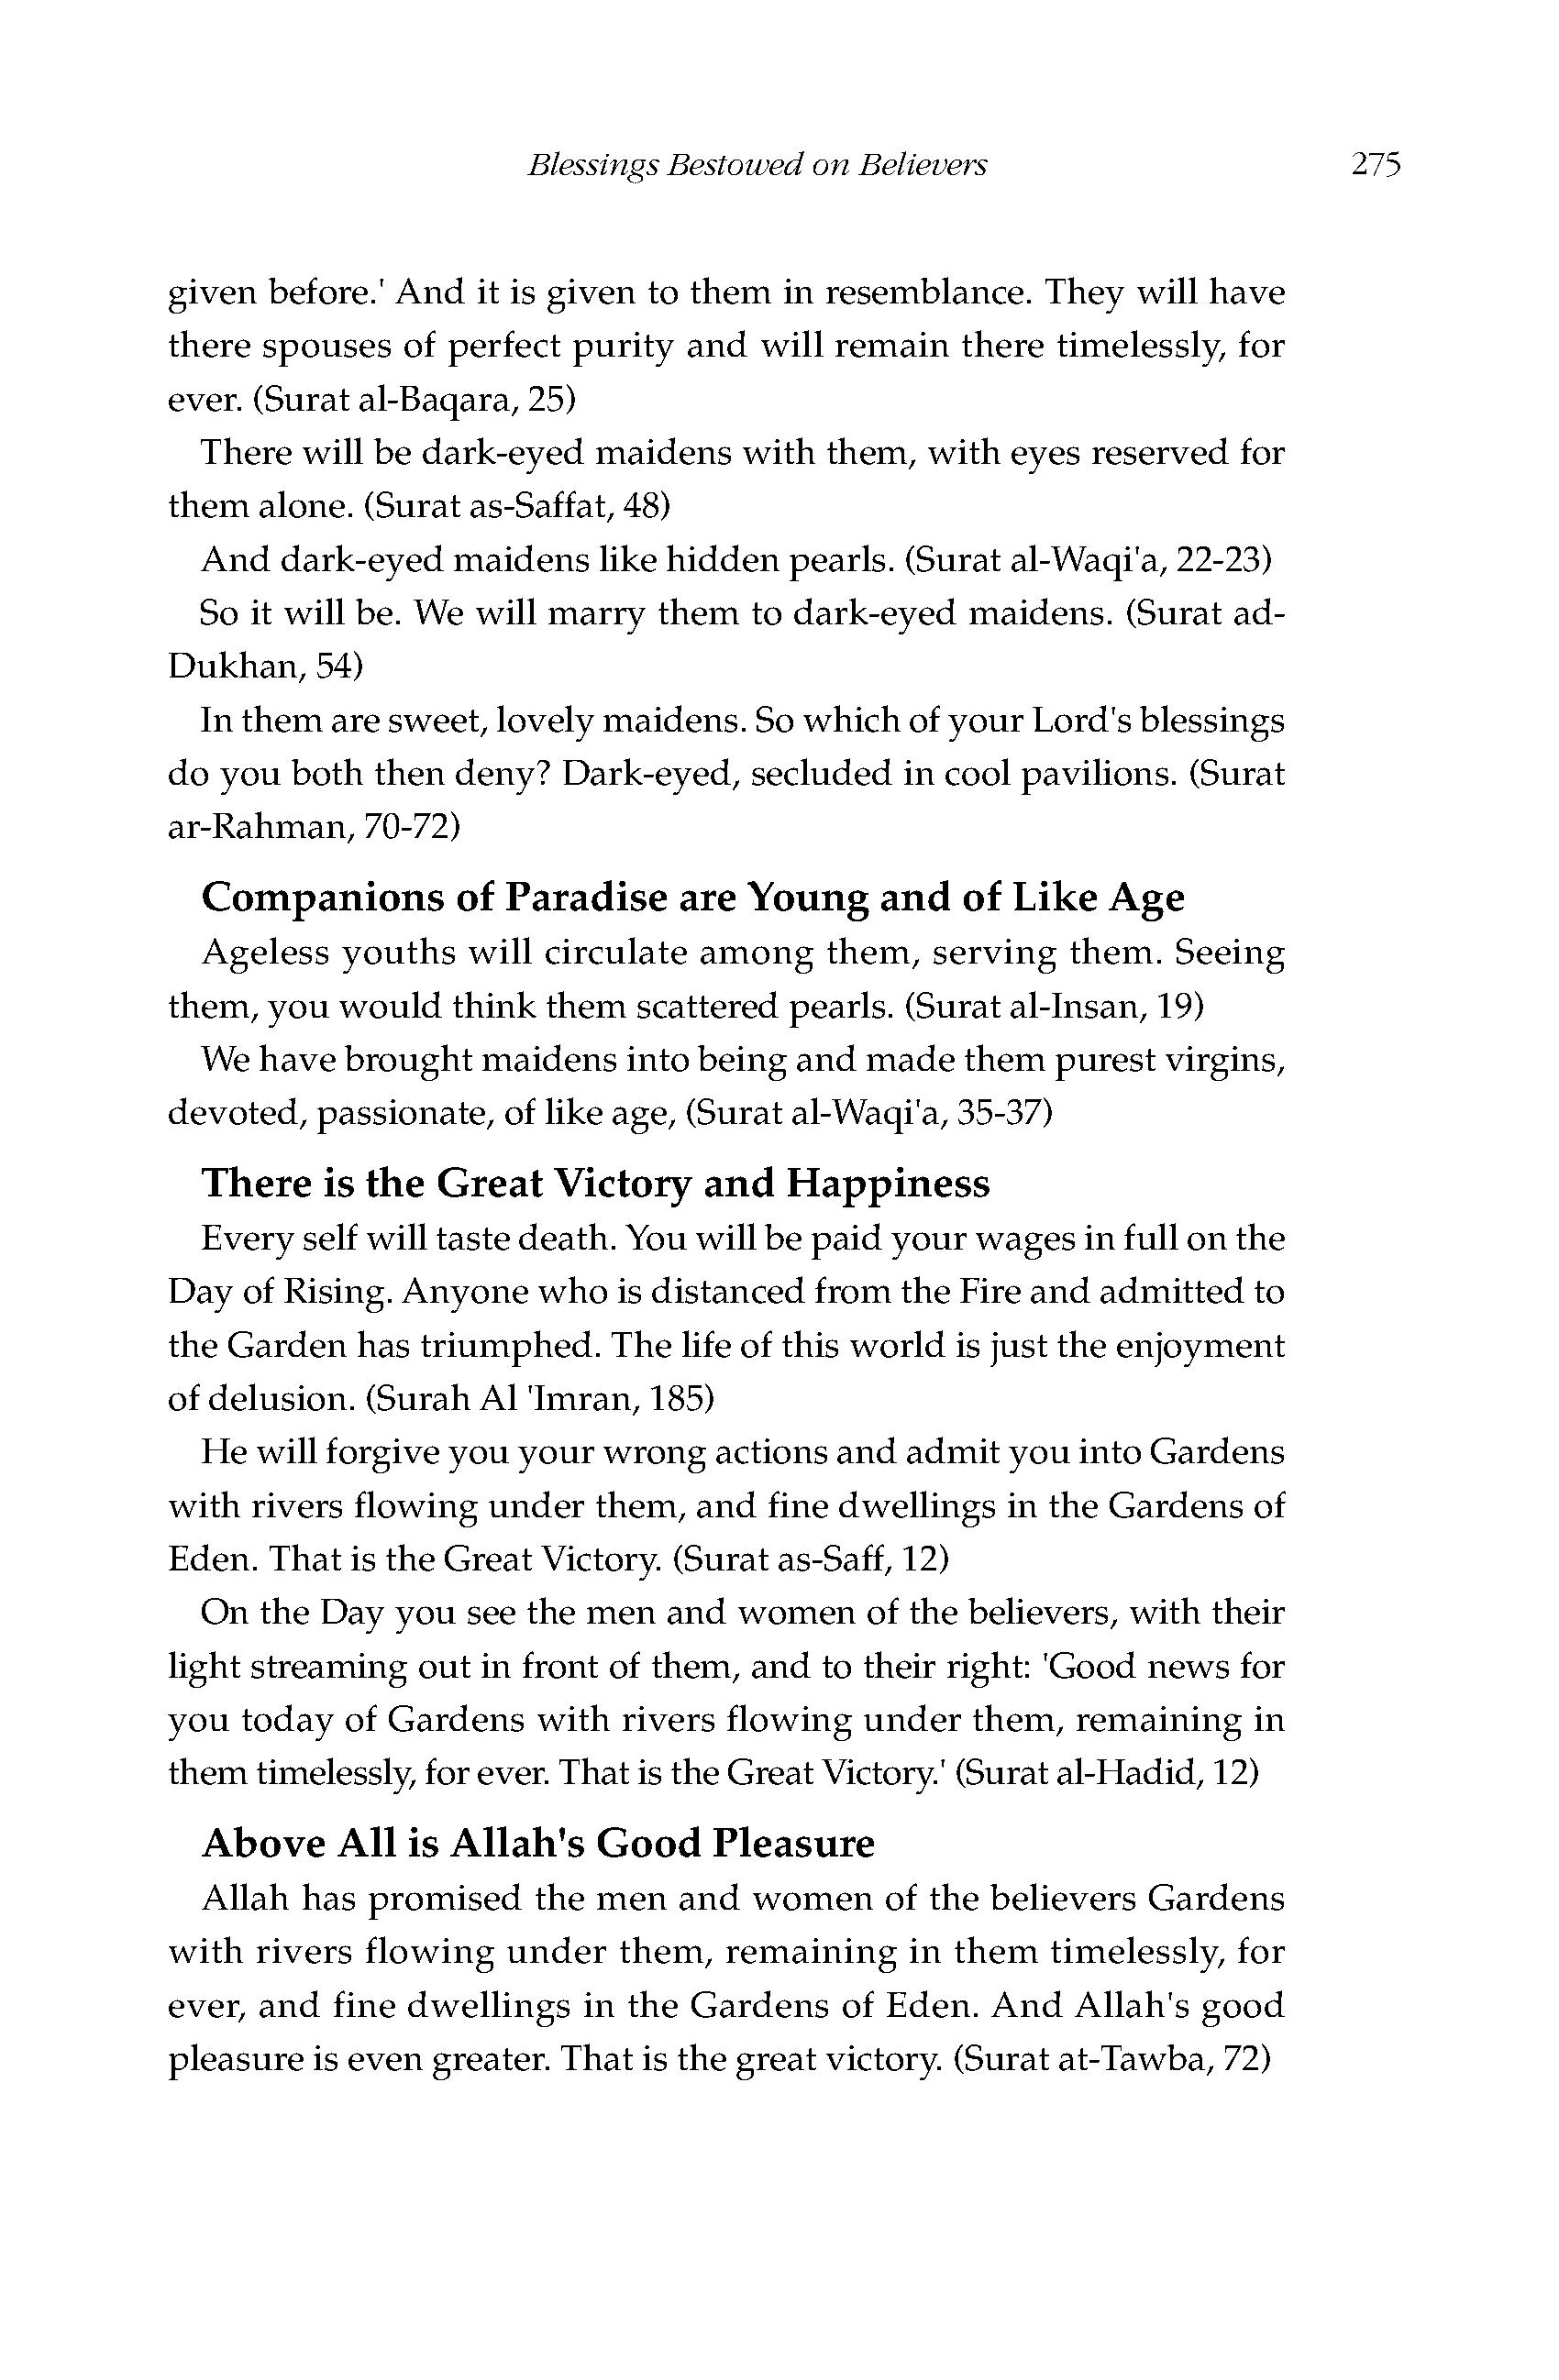 Blessings Bestowed on Believers 275
given before.' And it is given to them in resemblance. They will have
there spouses of perfect purity and will remain there timelessly, for
ever. (Surat al-Baqara, 25)
There will be dark-eyed maidens with them, with eyes reserved for
them alone. (Surat as-Saffat, 48)
And dark-eyed maidens like hidden pearls. (Surat al-Waqi'a, 22-23)
So it will be. We will marry them to dark-eyed maidens. (Surat ad-
Dukhan, 54)
In them are sweet, lovely maidens. So which of your Lord's blessings
do you both then deny? Dark-eyed, secluded in cool pavilions. (Surat
ar-Rahman, 70-72)
Companions of Paradise are Young and of Like Age
Ageless youths will circulate among them, serving them. Seeing
them, you would think them scattered pearls. (Surat al-Insan, 19)
We have brought maidens into being and made them purest virgins,
devoted, passionate, of like age, (Surat al-Waqi'a, 35-37)
There is the Great Victory and Happiness
Every self will taste death. You will be paid your wages in full on the
Day of Rising. Anyone who is distanced from the Fire and admitted to
the Garden has triumphed. The life of this world is just the enjoyment
of delusion. (Surah Al 'Imran, 185)
He will forgive you your wrong actions and admit you into Gardens
with rivers flowing under them, and fine dwellings in the Gardens of
Eden. That is the Great Victory. (Surat as-Saff, 12)
On the Day you see the men and women of the believers, with their
light streaming out in front of them, and to their right: 'Good news for
you today of Gardens with rivers flowing under them, remaining in
them timelessly, for ever. That is the Great Victory.' (Surat al-Hadid, 12)
Above All is Allah's Good Pleasure
Allah has promised the men and women of the believers Gardens
with rivers flowing under them, remaining in them timelessly, for
ever, and fine dwellings in the Gardens of Eden. And Allah's good
pleasure is even greater. That is the great victory. (Surat at-Tawba, 72)